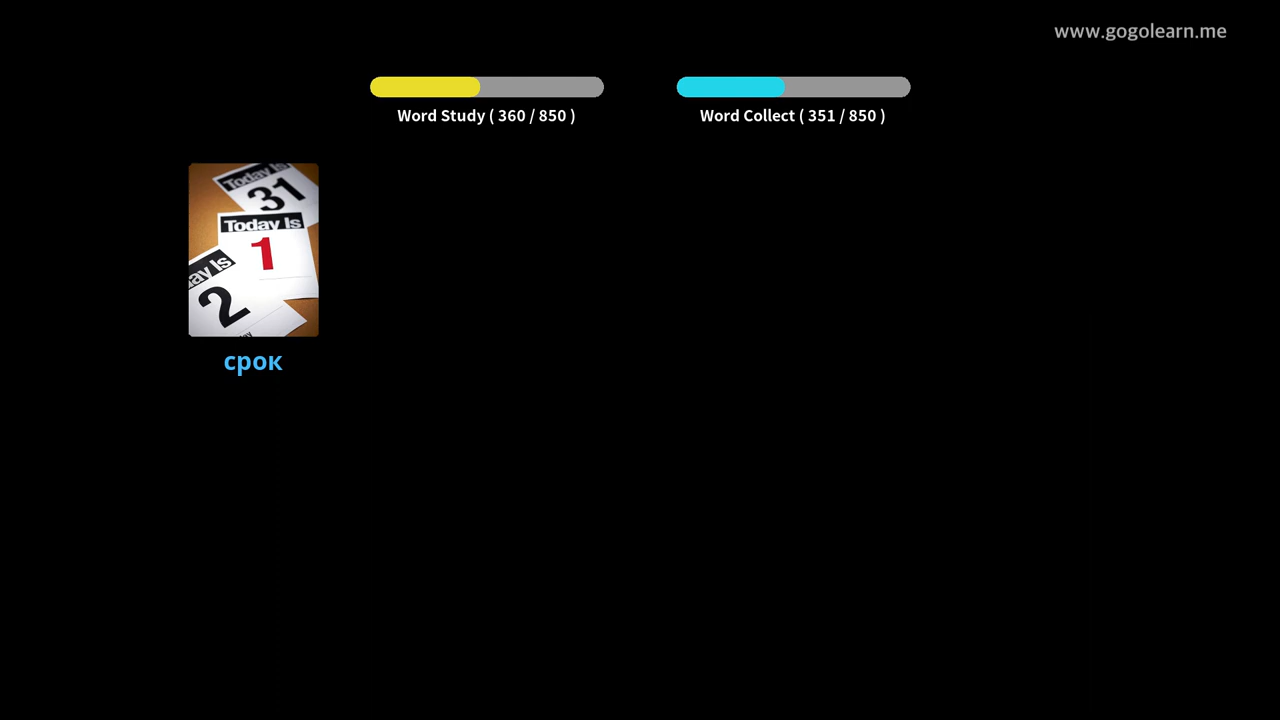 www.gogolearn.me
Word Study ( 360 / 850 )
Word Collect ( 351 / 850 )
Today Is
31
Today Is
1
ay Is
2
срок